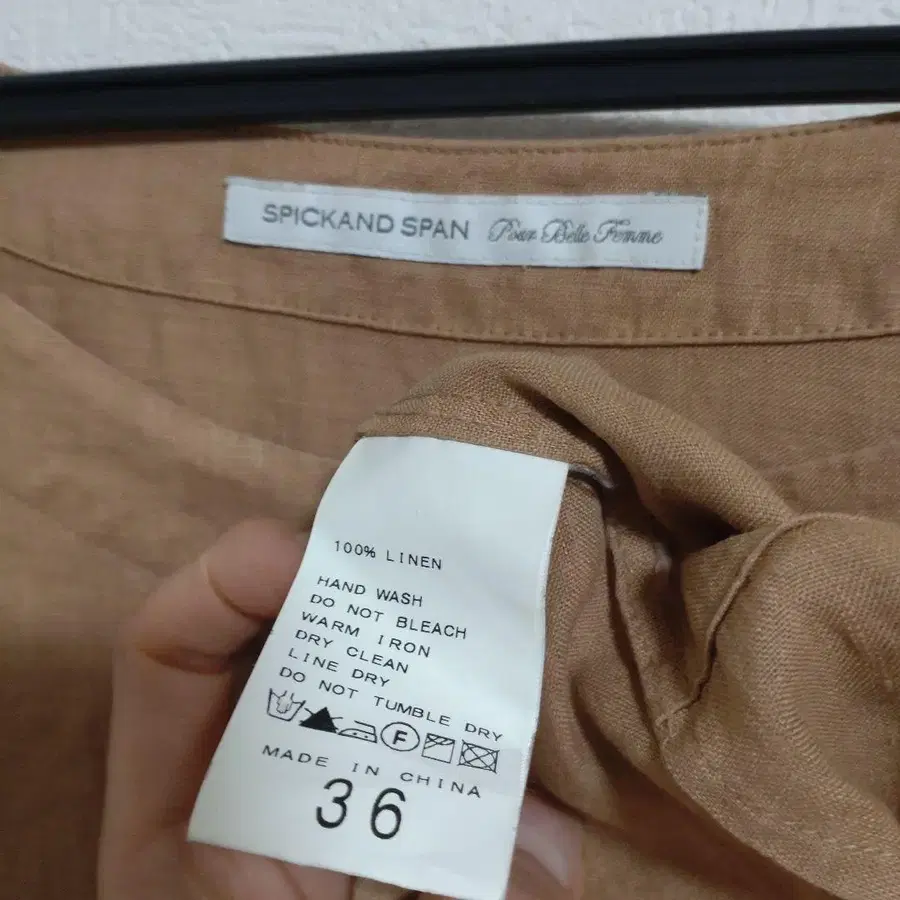 SPICKAND SPAN Pour Belle Femme
100% LINEN
HAND WASH
DO NOT BLEACH
WARM IRON
DRY CLEAN
LINE DRY
DO NOT TUMBLE DRY
F
MADE IN CHINA
36